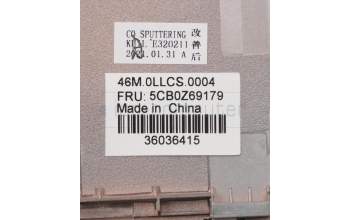 CQ SPUTTERING
E320211
.01.31 A
改善后
46M.0LLCS.0004
FRU: 5CB0Z69179
Made in China
36036415